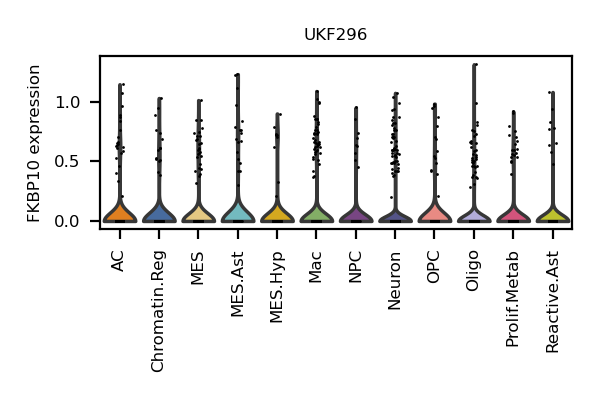 UKF296
FKBP10 expression
1.0
0.5
0.0
AC
Chromatin.Reg
MES
MES.Ast
MES.Hyp
Mac
NPC
Neuron
OPC
Oligo
Prolif.Metab
Reactive.Ast